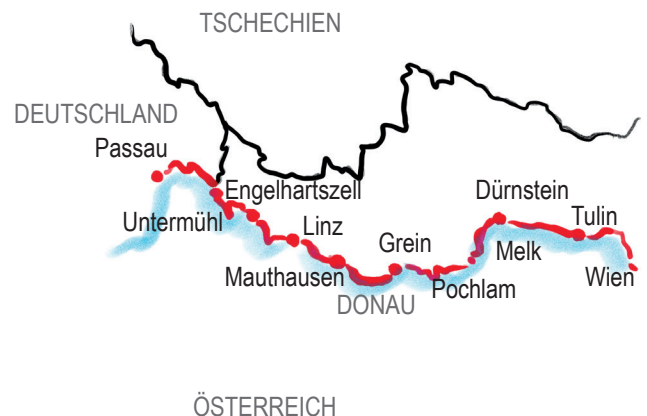 TSCHECHIEN
DEUTSCHLAND
Passau
Engelhartszell
Dürnstein
Untermühl
Linz
Tulin
Grein
Melk
Mauthausen
Pochlam
Wien
DONAU
ÖSTERREICH